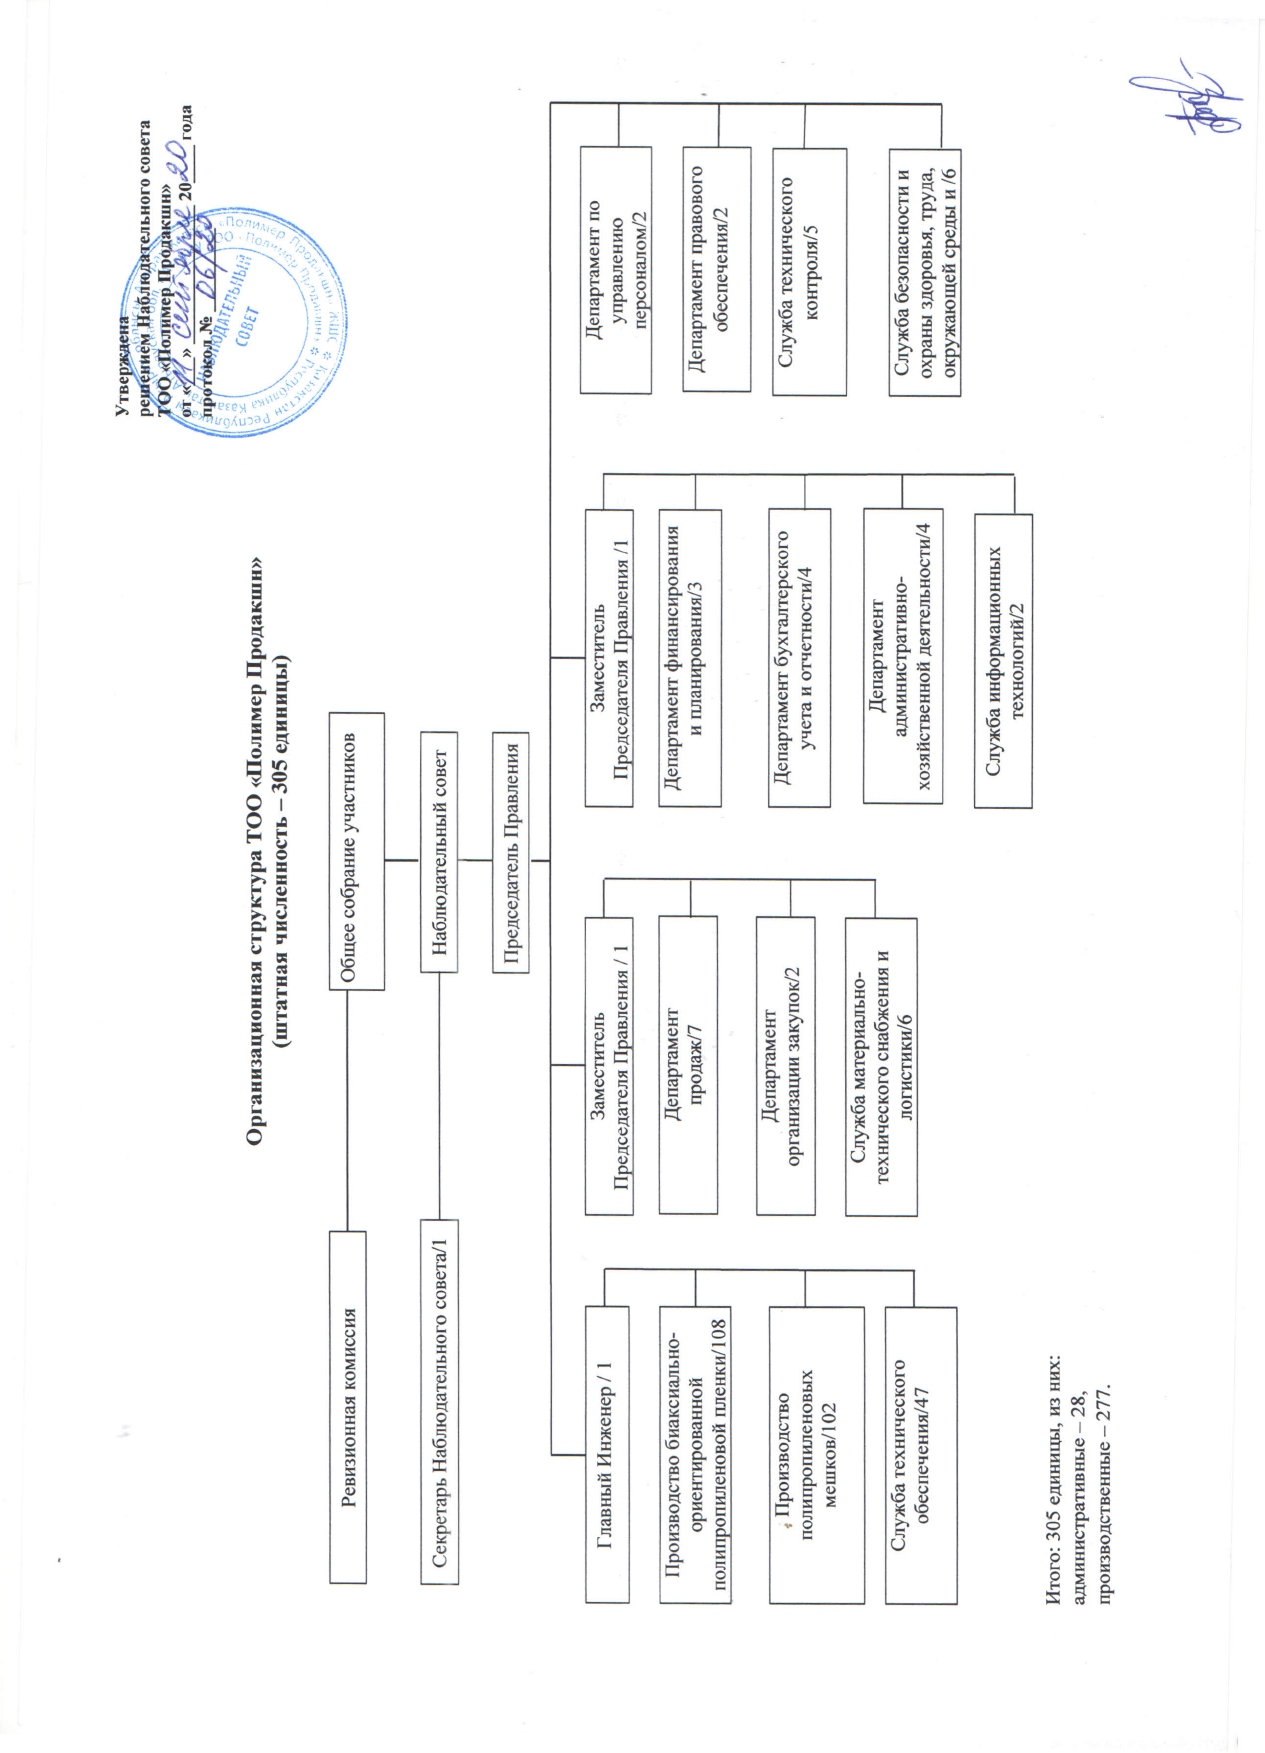 Утверждена
решением Наблюдательного совета
ТОО «Полимер Продакшн»
от «11» сентября 2020 года
протокол № 06/20
НАБЛЮДАТЕЛЬНЫЙ
СОВЕТ
Организационная структура ТОО «Полимер Продакшн»
(штатная численность – 305 единицы)
Ревизионная комиссия
Общее собрание участников
Секретарь Наблюдательного совета/1
Наблюдательный совет
Председатель Правления
Главный Инженер / 1
Производство биаксиально-
ориентированной
полипропиленовой пленки/108
Производство
полипропиленовых
мешков/102
Служба технического
обеспечения/47
Заместитель
Председателя Правления / 1
Департамент
продаж/7
Департамент
организации закупок/2
Служба материально-
технического снабжения и
логистики/6
Заместитель
Председателя Правления /1
Департамент финансирования
и планирования/3
Департамент бухгалтерского
учета и отчетности/4
Департамент
административно-
хозяйственной деятельности/4
Служба информационных
технологий/2
Департамент по
управлению
персоналом/2
Департамент правового
обеспечения/2
Служба технического
контроля/5
Служба безопасности и
охраны здоровья, труда,
окружающей среды и /6
Итого: 305 единицы, из них:
административные – 28,
производственные – 277.